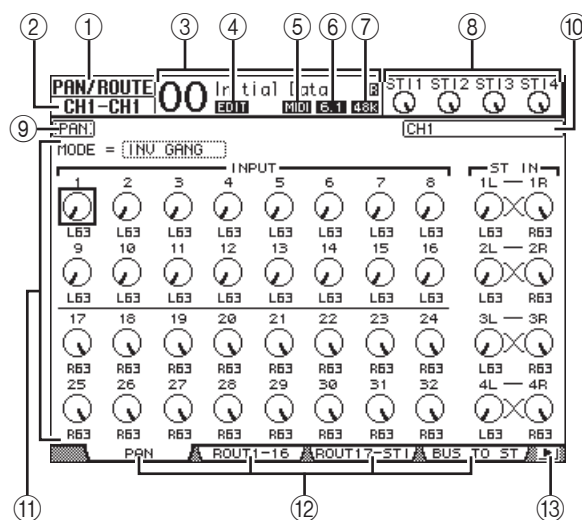 ① ③ ④ ⑤ ⑥ ⑦ ⑧ ⑩
②
PAN/ROUTE 00 Initial Data R STI1 STI2 STI3 STI4
CH1-CH1 EDIT MIDI 6.1 48k
⑨ PAN CH1
MODE = INV GANG
INPUT ST IN
1 2 3 4 5 6 7 8 1L — 1R
L63 L63 L63 L63 L63 L63 L63 L63 L63 R63
9 10 11 12 13 14 15 16 2L — 2R
L63 L63 L63 L63 L63 L63 L63 L63 L63 R63
17 18 19 20 21 22 23 24 3L — 3R
R63 R63 R63 R63 R63 R63 R63 R63 L63 R63
25 26 27 28 29 30 31 32 4L — 4R
R63 R63 R63 R63 R63 R63 R63 R63 L63 R63
PAN ROUT1-16 ROUT17-STI BUS TO ST
⑪ ⑫ ⑬